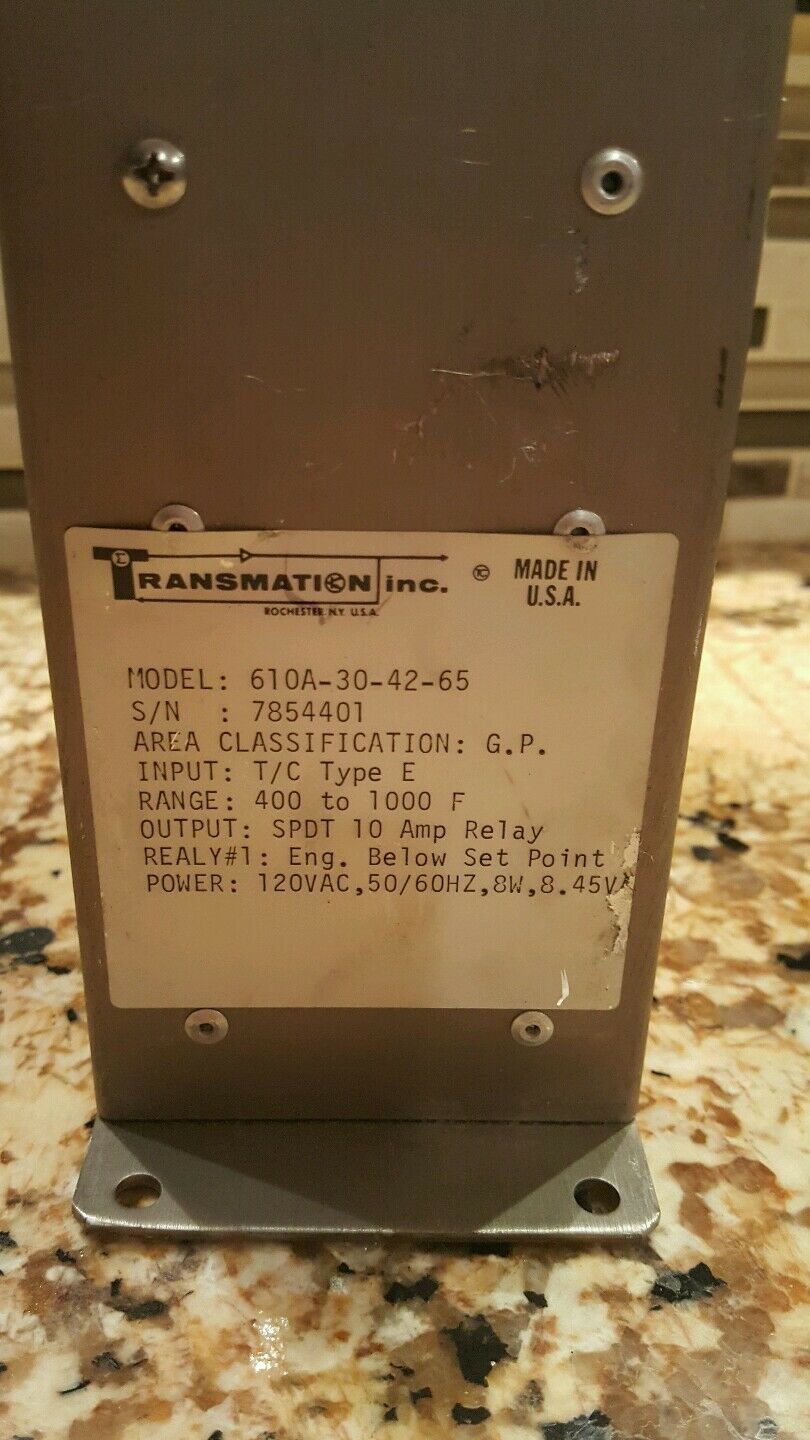 TRANSMATION inc.
ROCHESTER N.Y. U.S.A.
MADE IN
U.S.A.
MODEL: 610A-30-42-65
S/N : 7854401
AREA CLASSIFICATION: G.P.
INPUT: T/C Type E
RANGE: 400 to 1000 F
OUTPUT: SPDT 10 Amp Relay
REALY#1: Eng. Below Set Point
POWER: 120VAC,50/60HZ,8W,8.45V